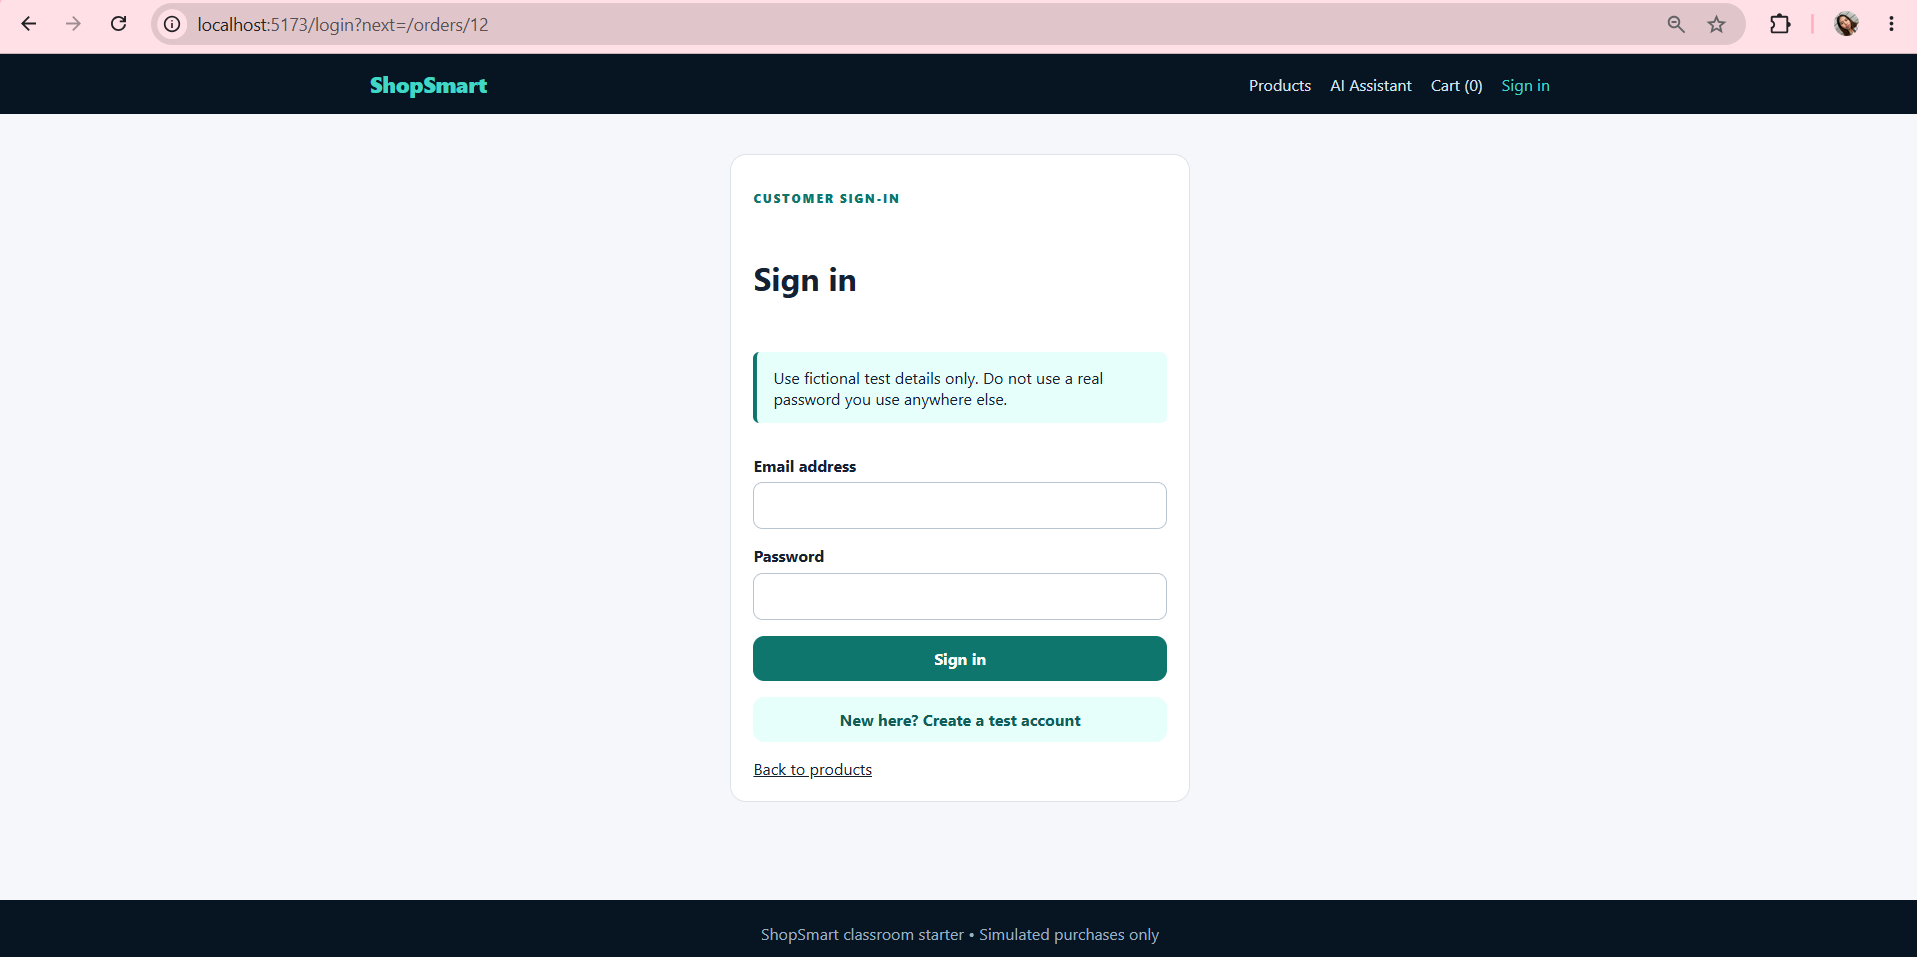 localhost:5173/login?next=/orders/12
ShopSmart
Products AI Assistant Cart (0) Sign in
CUSTOMER SIGN-IN
Sign in
Use fictional test details only. Do not use a real
password you use anywhere else.
Email address
Password
Sign in
New here? Create a test account
Back to products
ShopSmart classroom starter • Simulated purchases only